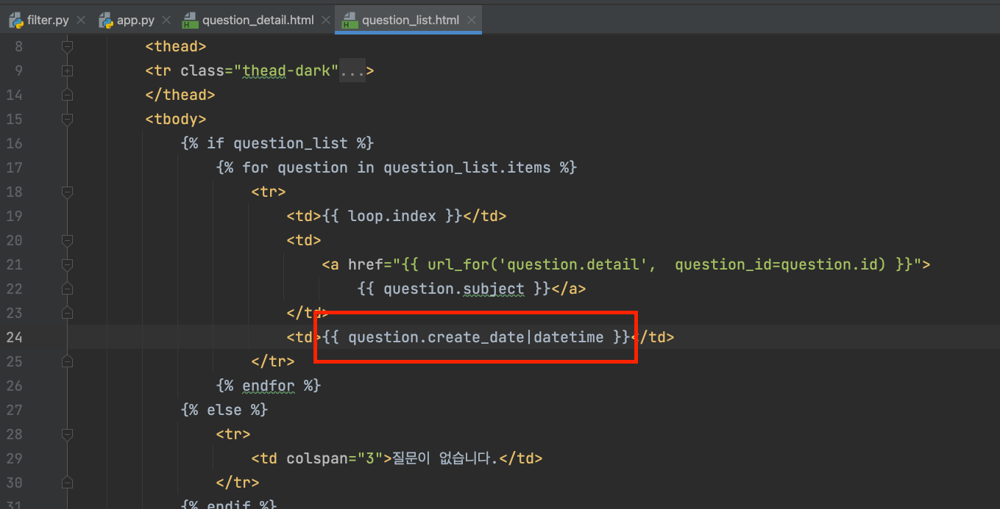 filter.py app.py question_detail.html question_list.html
8 <thead>
9 <tr class="thead-dark"...>
14 </thead>
15 <tbody>
16 {% if question_list %}
17 {% for question in question_list.items %}
18 <tr>
19 <td>{{ loop.index }}</td>
20 <td>
21 <a href="{{ url_for('question.detail',  question_id=question.id) }}">
22 {{ question.subject }}</a>
23 </td>
24 <td>{{ question.create_date|datetime }}</td>
25 </tr>
26 {% endfor %}
27 {% else %}
28 <tr>
29 <td colspan="3">질문이 없습니다.</td>
30 </tr>
31 {% endif %}